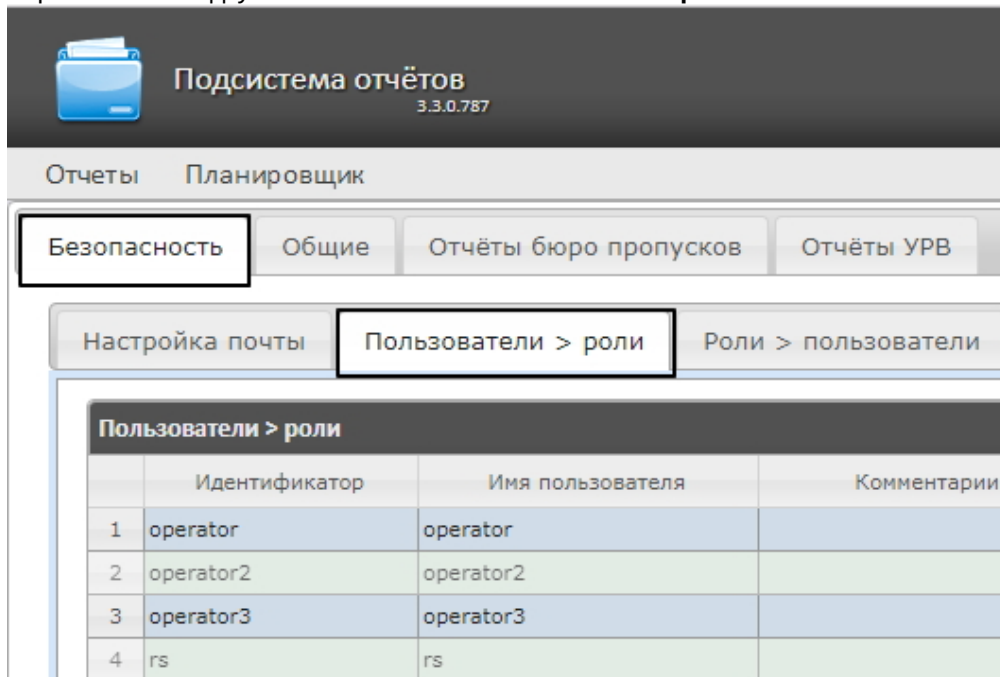 Подсистема отчётов
3.3.0.787
Отчеты Планировщик
Безопасность Общие Отчёты бюро пропусков Отчёты УРВ
Настройка почты Пользователи > роли Роли > пользователи
Пользователи > роли
Идентификатор Имя пользователя Комментарии
1 operator operator
2 operator2 operator2
3 operator3 operator3
4 rs rs